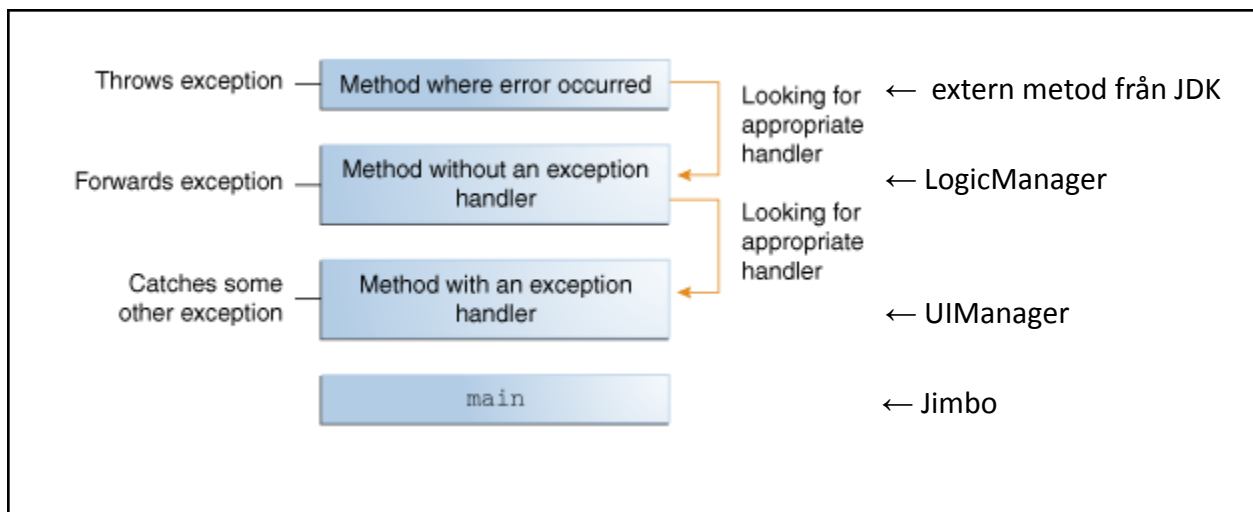 Throws exception
Method where error occurred
Looking for
appropriate
handler
← extern metod från JDK
Forwards exception
Method without an exception
handler
← LogicManager
Looking for
appropriate
handler
Catches some
other exception
Method with an exception
handler
← UIManager
main
← Jimbo